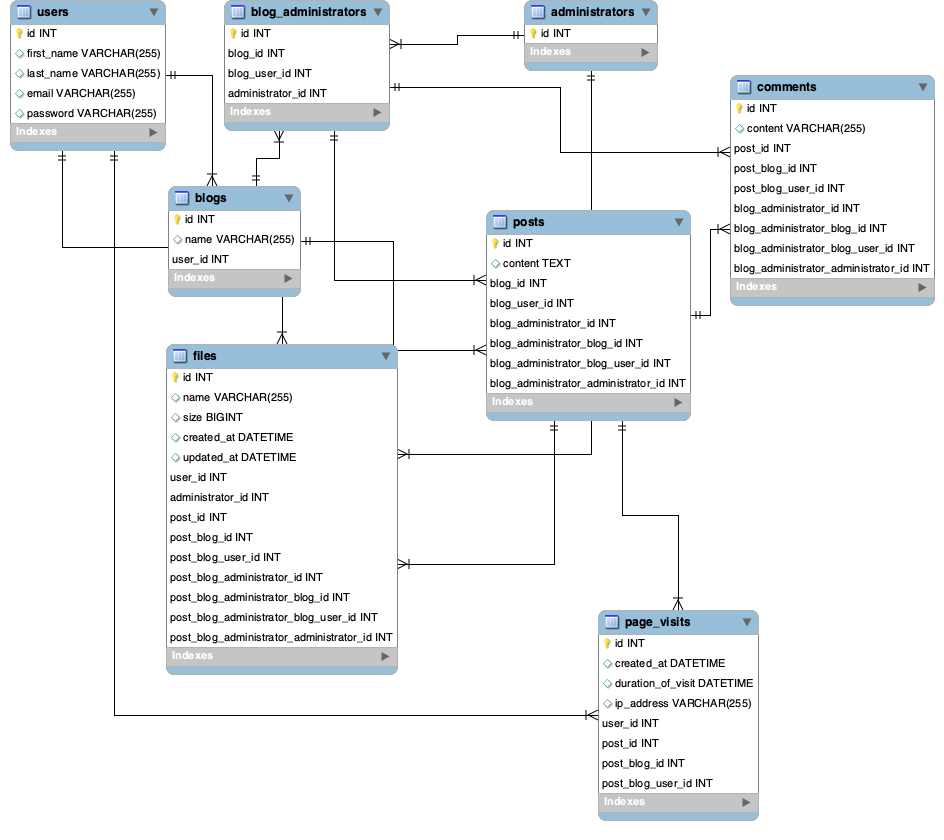 users
id INT
first_name VARCHAR(255)
last_name VARCHAR(255)
email VARCHAR(255)
password VARCHAR(255)
Indexes
blog_administrators
id INT
blog_id INT
blog_user_id INT
administrator_id INT
Indexes
administrators
id INT
Indexes
comments
id INT
content VARCHAR(255)
post_id INT
post_blog_id INT
post_blog_user_id INT
blog_administrator_id INT
blog_administrator_blog_id INT
blog_administrator_blog_user_id INT
blog_administrator_administrator_id INT
Indexes
blogs
id INT
name VARCHAR(255)
user_id INT
Indexes
posts
id INT
content TEXT
blog_id INT
blog_user_id INT
blog_administrator_id INT
blog_administrator_blog_id INT
blog_administrator_blog_user_id INT
blog_administrator_administrator_id INT
Indexes
files
id INT
name VARCHAR(255)
size BIGINT
created_at DATETIME
updated_at DATETIME
user_id INT
administrator_id INT
post_id INT
post_blog_id INT
post_blog_user_id INT
post_blog_administrator_id INT
post_blog_administrator_blog_id INT
post_blog_administrator_blog_user_id INT
post_blog_administrator_administrator_id INT
Indexes
page_visits
id INT
created_at DATETIME
duration_of_visit DATETIME
ip_address VARCHAR(255)
user_id INT
post_id INT
post_blog_id INT
post_blog_user_id INT
Indexes